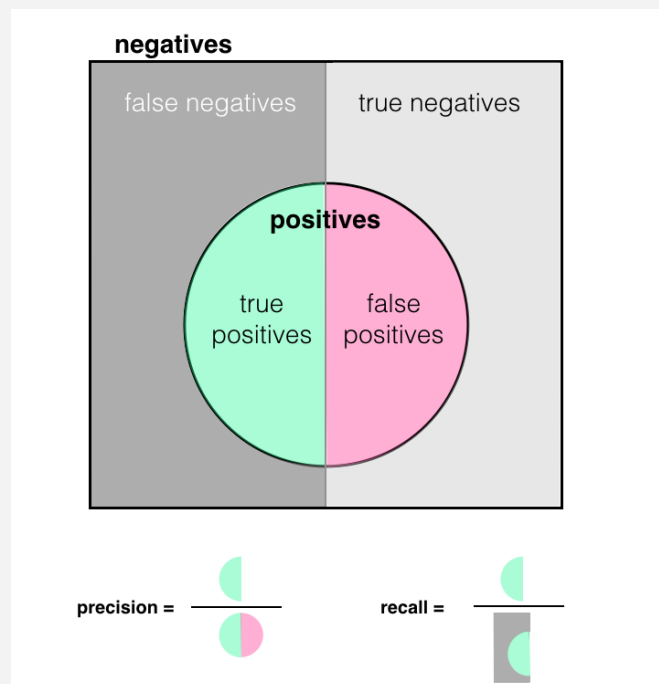 negatives
false negatives
true negatives
positives
true
positives
false
positives
precision =
recall =